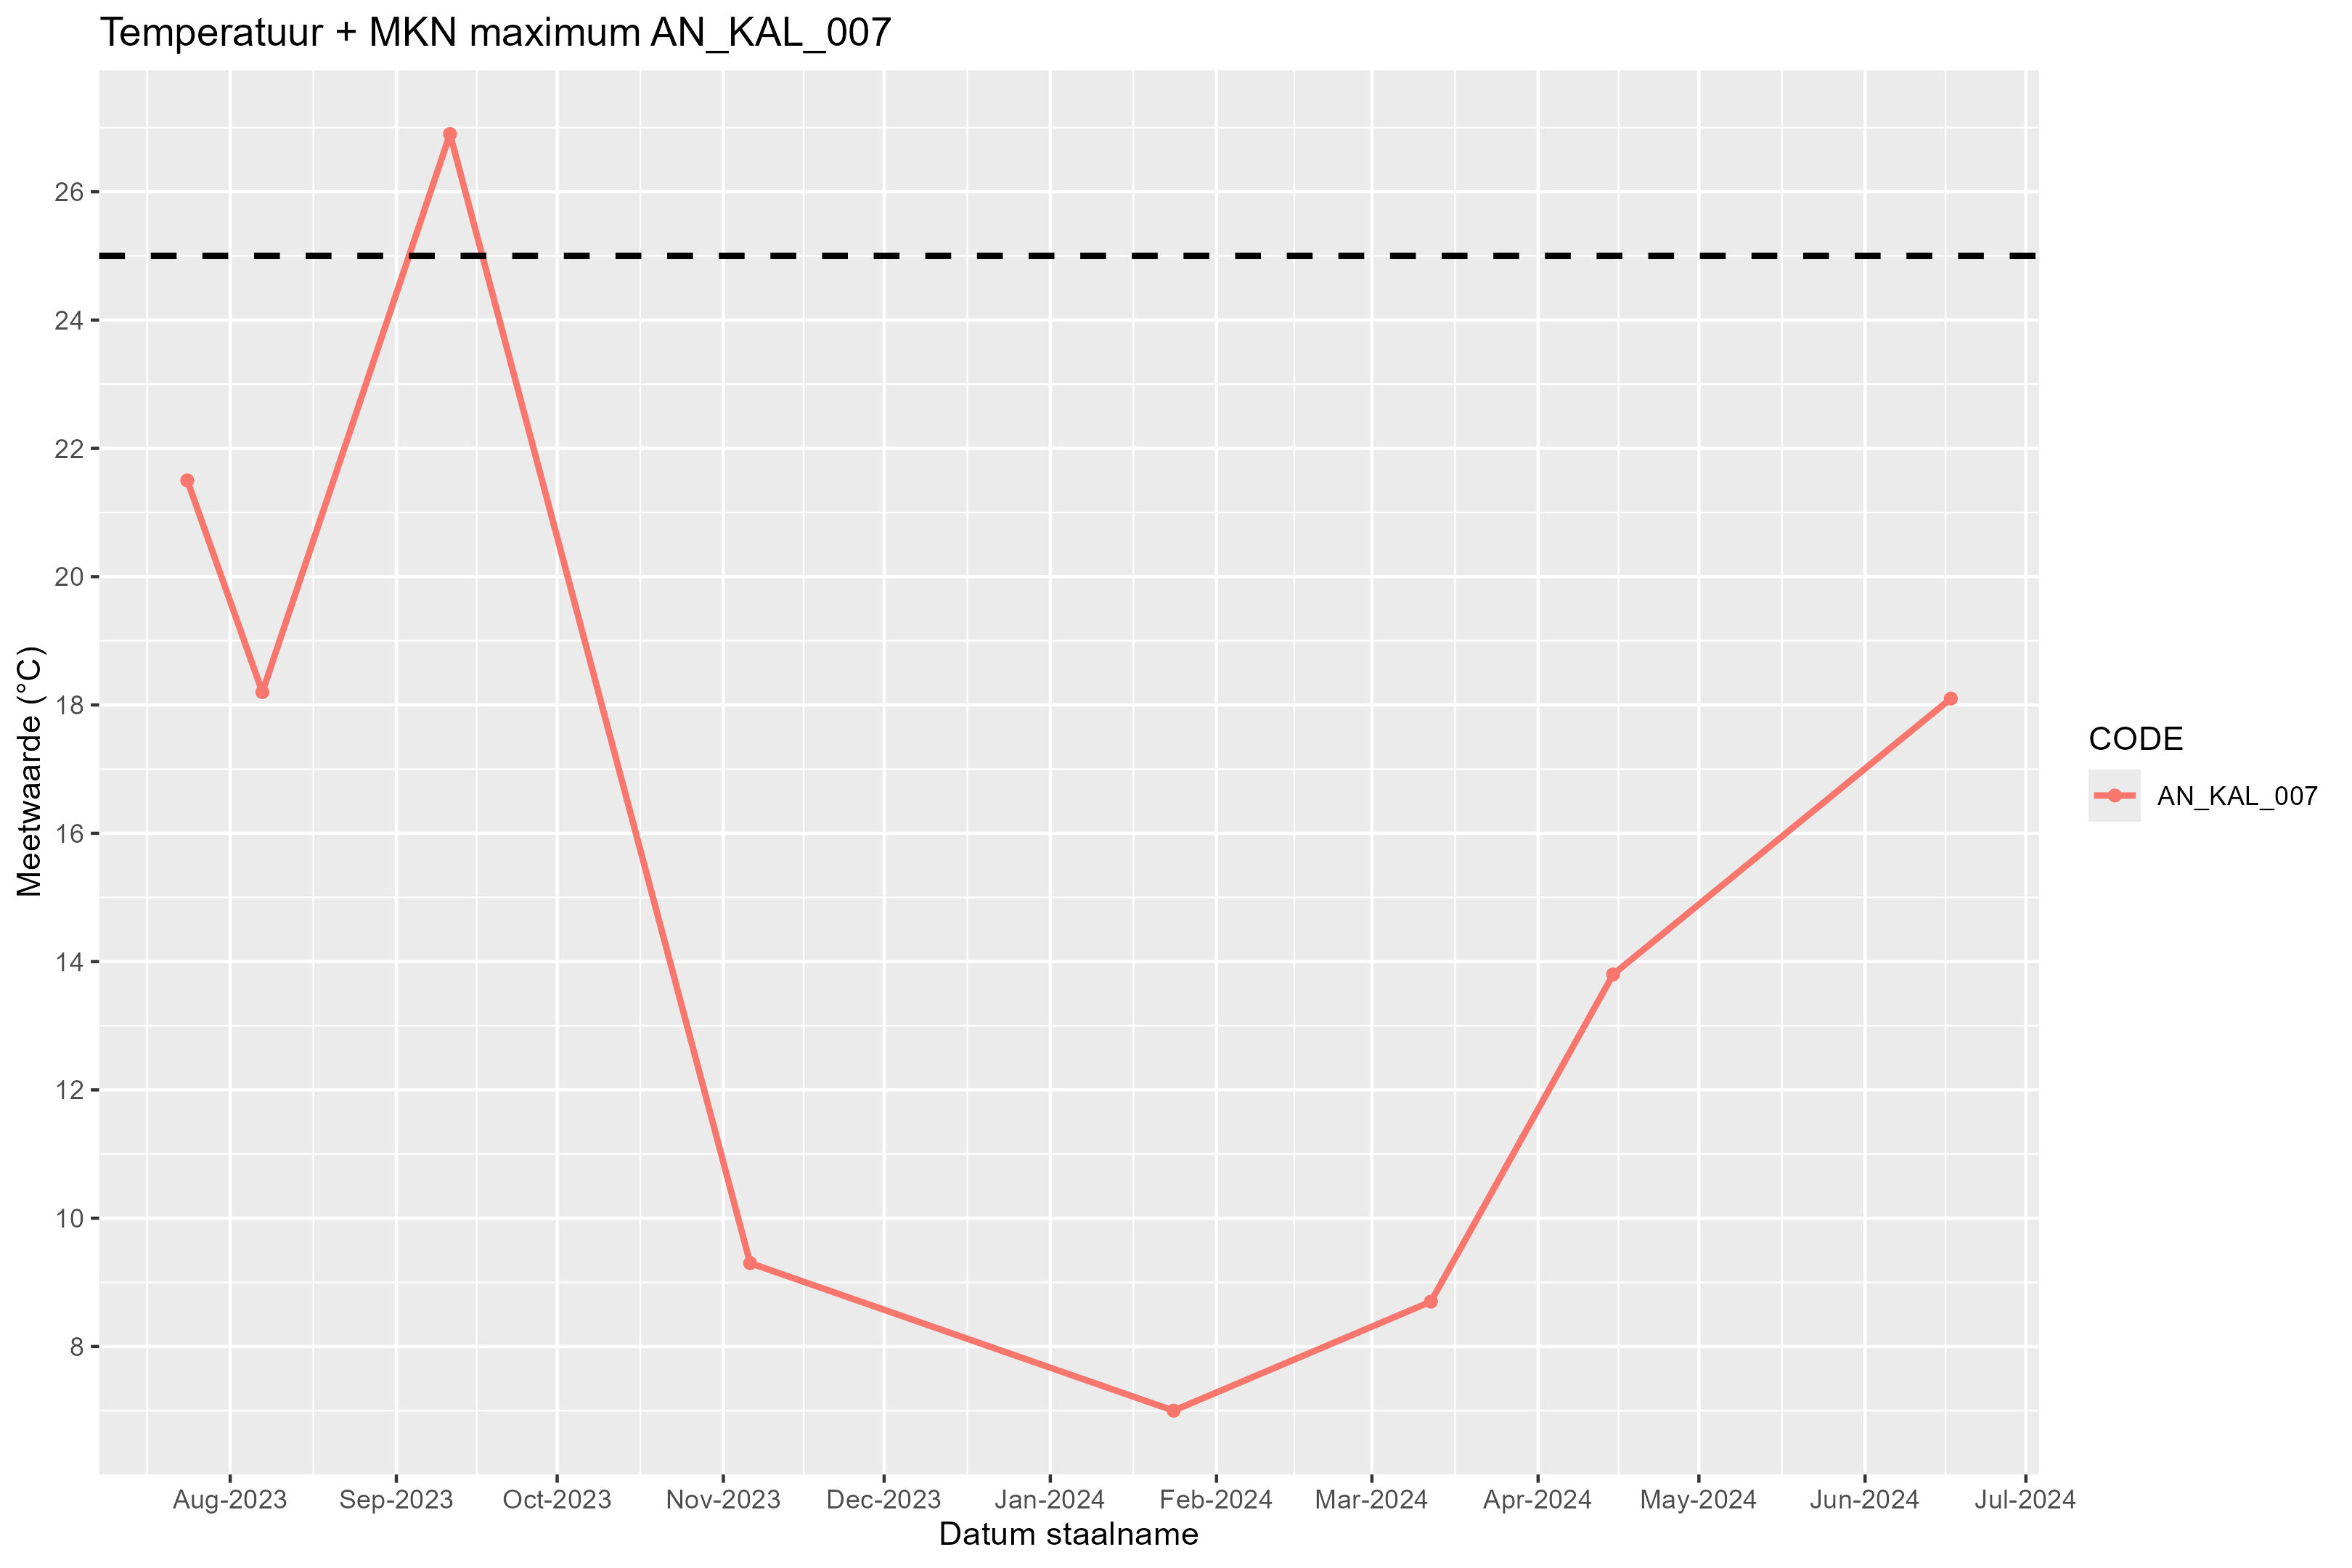 Temperatuur + MKN maximum AN_KAL_007
Meetwaarde (°C)
26
24
22
20
18
16
14
12
10
8
Aug-2023 Sep-2023 Oct-2023 Nov-2023 Dec-2023 Jan-2024 Feb-2024 Mar-2024 Apr-2024 May-2024 Jun-2024 Jul-2024
Datum staalname
CODE
AN_KAL_007